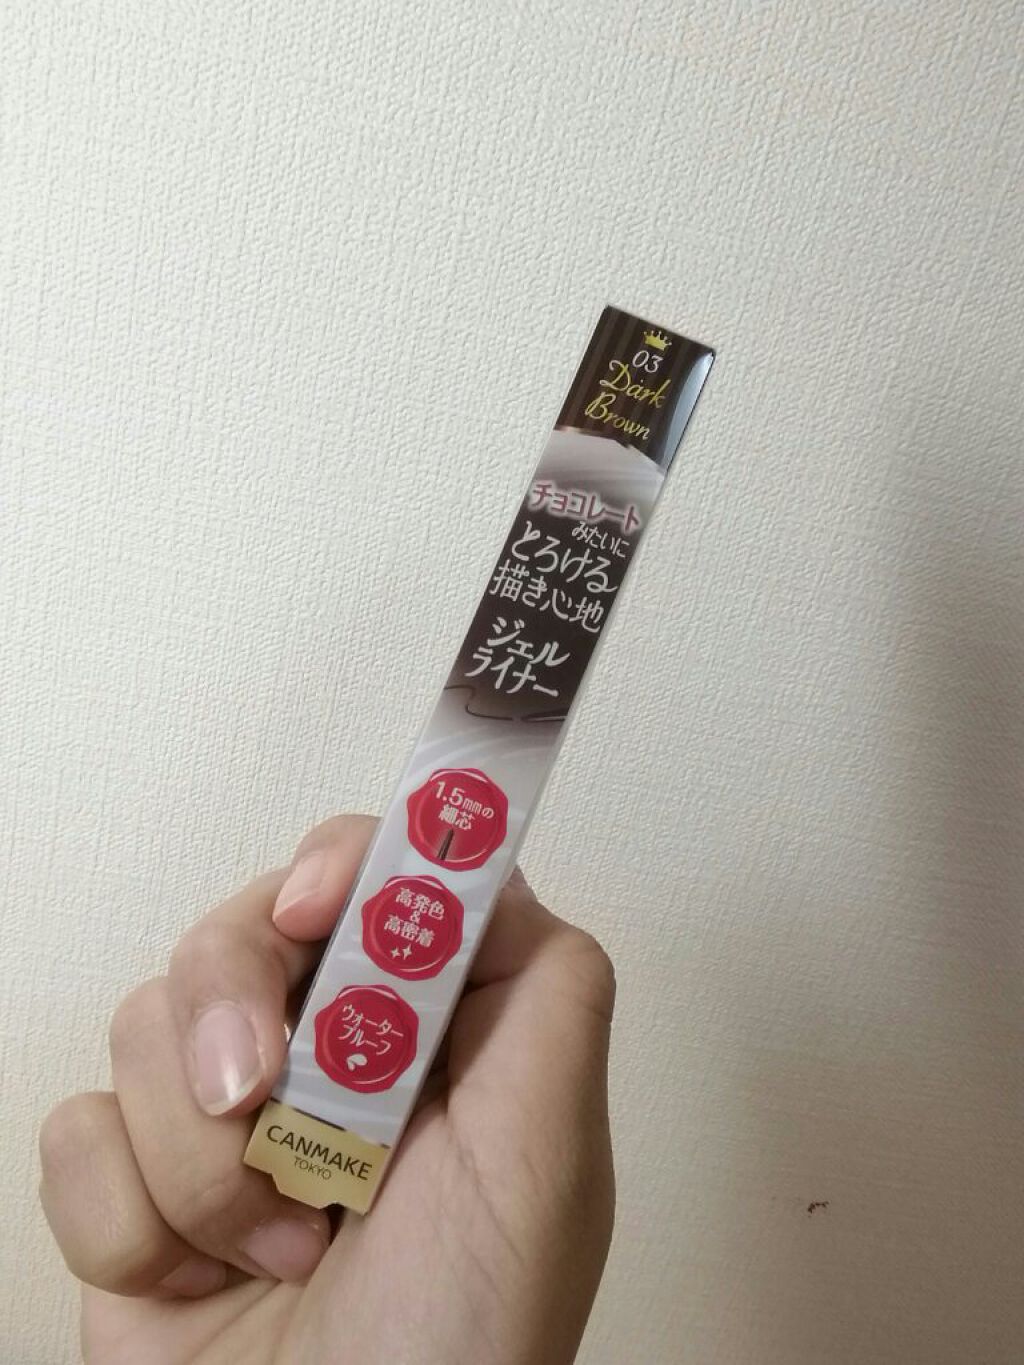 03
Dark
Brown
チョコレート
みたいに
とろける
描き心地
ジェル
ライナー
1.5mmの
細芯
高発色
&
高密着
ウォーター
プルーフ
CANMAKE
TOKYO